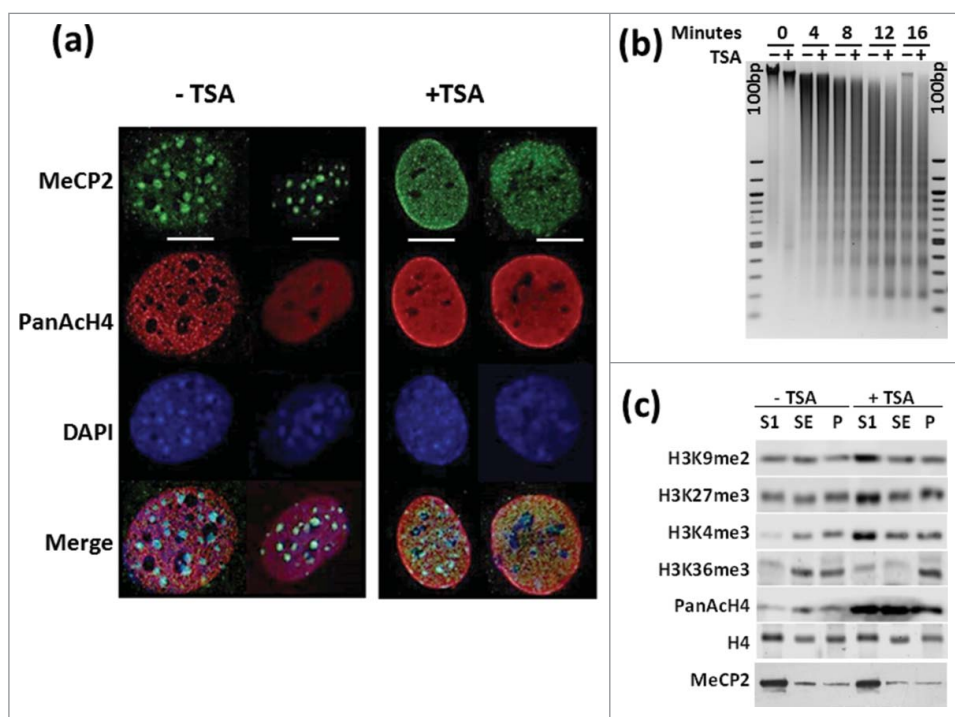 (a)
- TSA +TSA
MeCP2
PanAcH4
DAPI
Merge
(b)
Minutes 0 4 8 12 16
TSA – + – + – + – + – +
100bp 100bp
(c)
- TSA + TSA
S1 SE P S1 SE P
H3K9me2
H3K27me3
H3K4me3
H3K36me3
PanAcH4
H4
MeCP2